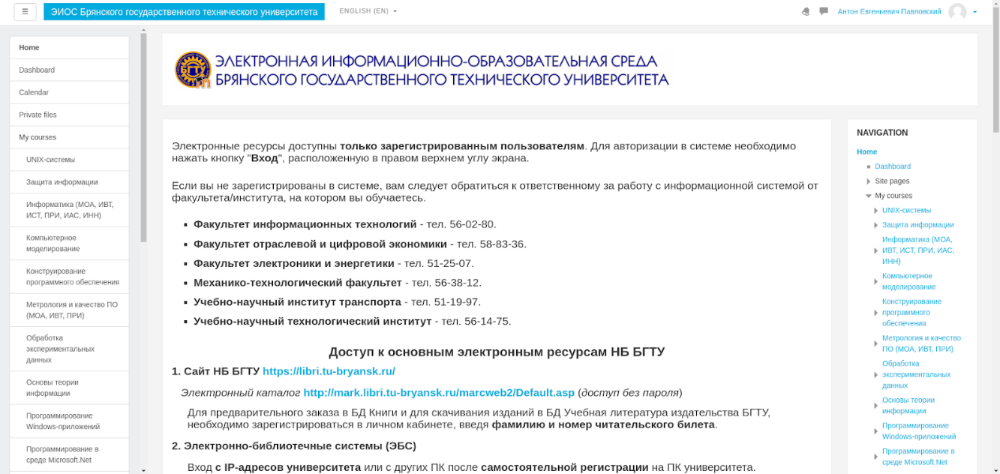 ЭИОС Брянского государственного технического университета
ENGLISH (EN)
Антон Евгеньевич Павловский
Home
Dashboard
Calendar
Private files
My courses
UNIX-системы
Защита информации
Информатика (МОА, ИВТ,
ИСТ, ПРИ, ИАС, ИНН)
Компьютерное
моделирование
Конструирование
программного обеспечения
Метрология и качество ПО
(МОА, ИВТ, ПРИ)
Обработка
экспериментальных
данных
Основы теории
информации
Программирование
Windows-приложений
Программирование в
среде Microsoft.Net
БГТУ
ЭЛЕКТРОННАЯ ИНФОРМАЦИОННО-ОБРАЗОВАТЕЛЬНАЯ СРЕДА
БРЯНСКОГО ГОСУДАРСТВЕННОГО ТЕХНИЧЕСКОГО УНИВЕРСИТЕТА
Электронные ресурсы доступны только зарегистрированным пользователям. Для авторизации в системе необходимо
нажать кнопку "Вход", расположенную в правом верхнем углу экрана.
Если вы не зарегистрированы в системе, вам следует обратиться к ответственному за работу с информационной системой от
факультета/института, на котором вы обучаетесь.
Факультет информационных технологий - тел. 56-02-80.
Факультет отраслевой и цифровой экономики - тел. 58-83-36.
Факультет электроники и энергетики - тел. 51-25-07.
Механико-технологический факультет - тел. 56-38-12.
Учебно-научный институт транспорта - тел. 51-19-97.
Учебно-научный технологический институт - тел. 56-14-75.
Доступ к основным электронным ресурсам НБ БГТУ
1. Сайт НБ БГТУ https://libri.tu-bryansk.ru/
Электронный каталог http://mark.libri.tu-bryansk.ru/marcweb2/Default.asp (доступ без пароля)
Для предварительного заказа в БД Книги и для скачивания изданий в БД Учебная литература издательства БГТУ,
необходимо зарегистрироваться в личном кабинете, введя фамилию и номер читательского билета.
2. Электронно-библиотечные системы (ЭБС)
Вход с IP-адресов университета или с других ПК после самостоятельной регистрации на ПК университета.
NAVIGATION
Home
Dashboard
Site pages
My courses
UNIX-системы
Защита информации
Информатика (МОА,
ИВТ, ИСТ, ПРИ, ИАС,
ИНН)
Компьютерное
моделирование
Конструирование
программного
обеспечения
Метрология и качество
ПО (МОА, ИВТ, ПРИ)
Обработка
экспериментальных
данных
Основы теории
информации
Программирование
Windows-приложений
Программирование в
среде Microsoft.Net